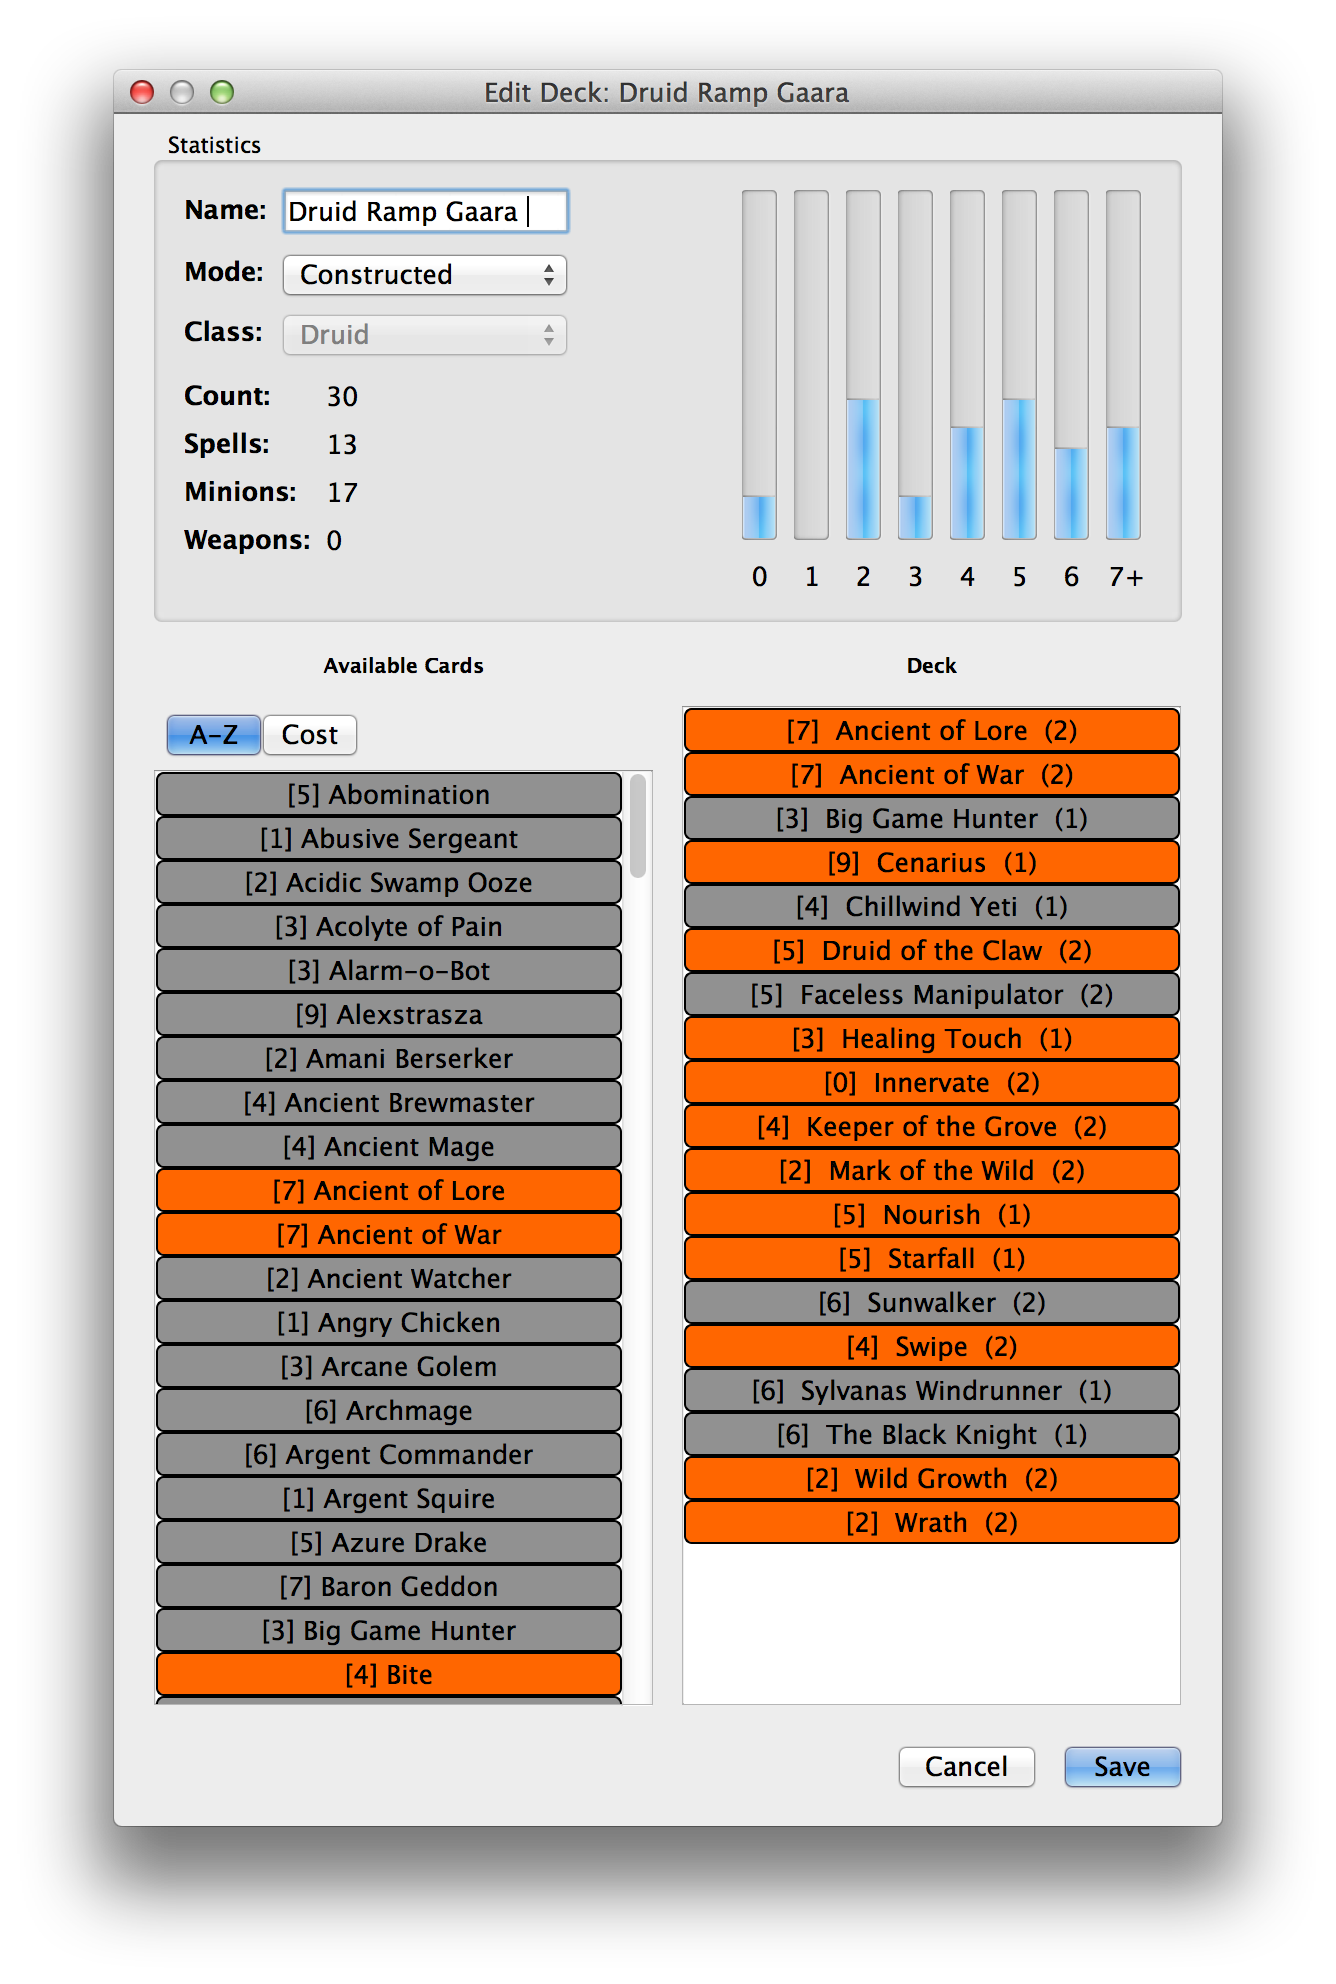 Edit Deck: Druid Ramp Gaara
Statistics
Name: Druid Ramp Gaara
Mode: Constructed
Class: Druid
Count: 30
Spells: 13
Minions: 17
Weapons: 0
0 1 2 3 4 5 6 7+
Available Cards
A-Z Cost
[5] Abomination
[1] Abusive Sergeant
[2] Acidic Swamp Ooze
[3] Acolyte of Pain
[3] Alarm-o-Bot
[9] Alexstrasza
[2] Amani Berserker
[4] Ancient Brewmaster
[4] Ancient Mage
[7] Ancient of Lore
[7] Ancient of War
[2] Ancient Watcher
[1] Angry Chicken
[3] Arcane Golem
[6] Archmage
[6] Argent Commander
[1] Argent Squire
[5] Azure Drake
[7] Baron Geddon
[3] Big Game Hunter
[4] Bite
Deck
[7] Ancient of Lore (2)
[7] Ancient of War (2)
[3] Big Game Hunter (1)
[9] Cenarius (1)
[4] Chillwind Yeti (1)
[5] Druid of the Claw (2)
[5] Faceless Manipulator (2)
[3] Healing Touch (1)
[0] Innervate (2)
[4] Keeper of the Grove (2)
[2] Mark of the Wild (2)
[5] Nourish (1)
[5] Starfall (1)
[6] Sunwalker (2)
[4] Swipe (2)
[6] Sylvanas Windrunner (1)
[6] The Black Knight (1)
[2] Wild Growth (2)
[2] Wrath (2)
Cancel Save